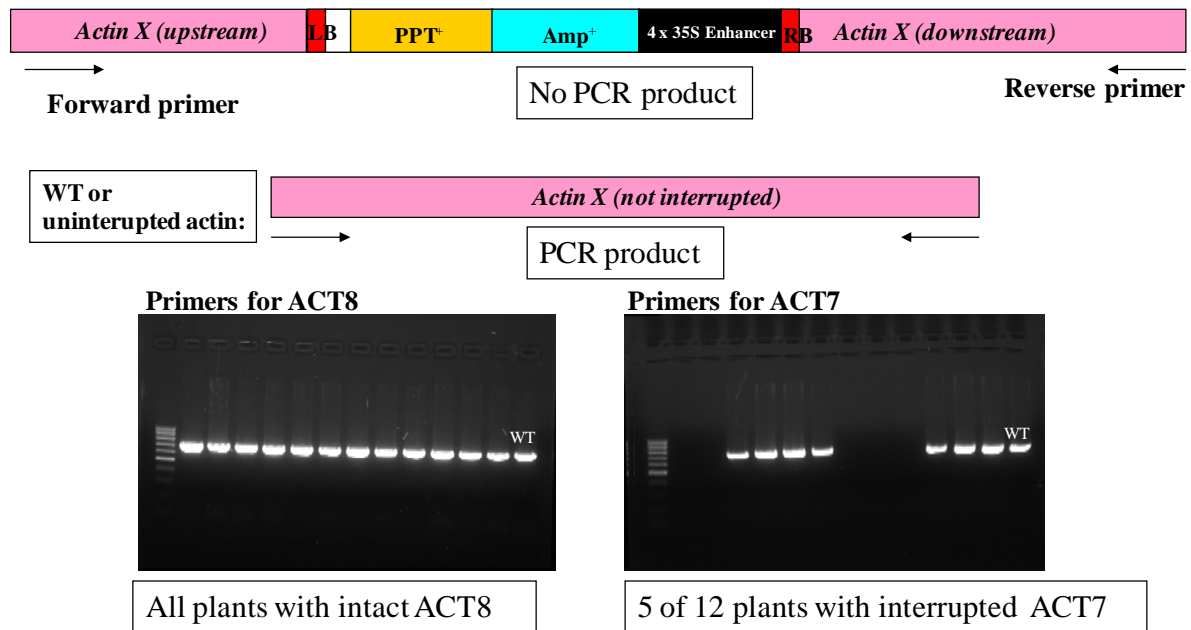 Actin X (upstream) LB PPT+ Amp+ 4 x 35S Enhancer RB Actin X (downstream)
Forward primer
No PCR product
Reverse primer
WT or
uninterupted actin:
Actin X (not interrupted)
PCR product
Primers for ACT8
Primers for ACT7
WT
WT
All plants with intact ACT8
5 of 12 plants with interrupted ACT7